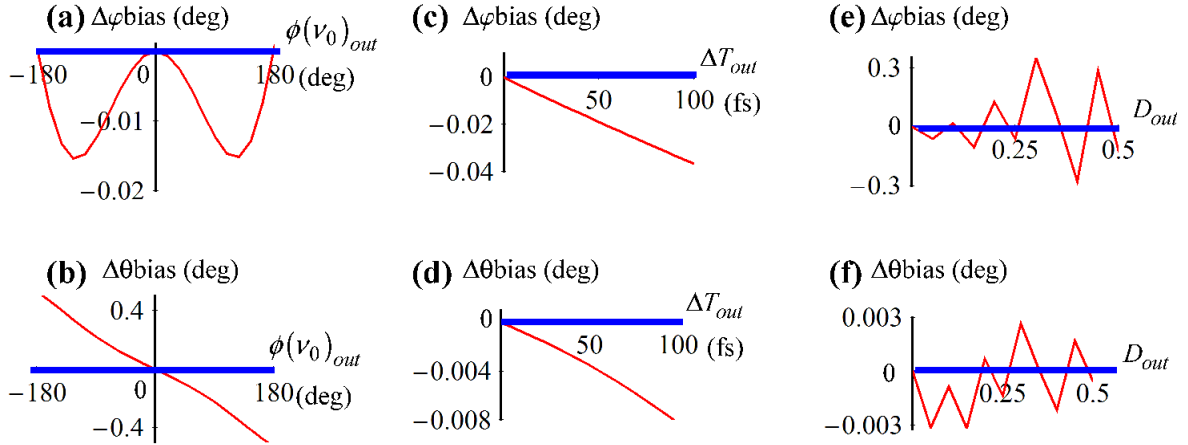 (a) Δφbias (deg)
ϕ(ν₀)out
−180 0 180 (deg)
−0.01
−0.02
(c) Δφbias (deg)
ΔTout
0
50 100 (fs)
−0.02
−0.04
(e) Δφbias (deg)
0.3
Dout
0
0.25 0.5
−0.3
(b) Δθbias (deg)
0.4
ϕ(ν₀)out
−180 0 180 (deg)
−0.4
(d) Δθbias (deg)
ΔTout
0
50 100 (fs)
−0.004
−0.008
(f) Δθbias (deg)
0.003
Dout
0
0.25 0.5
−0.003